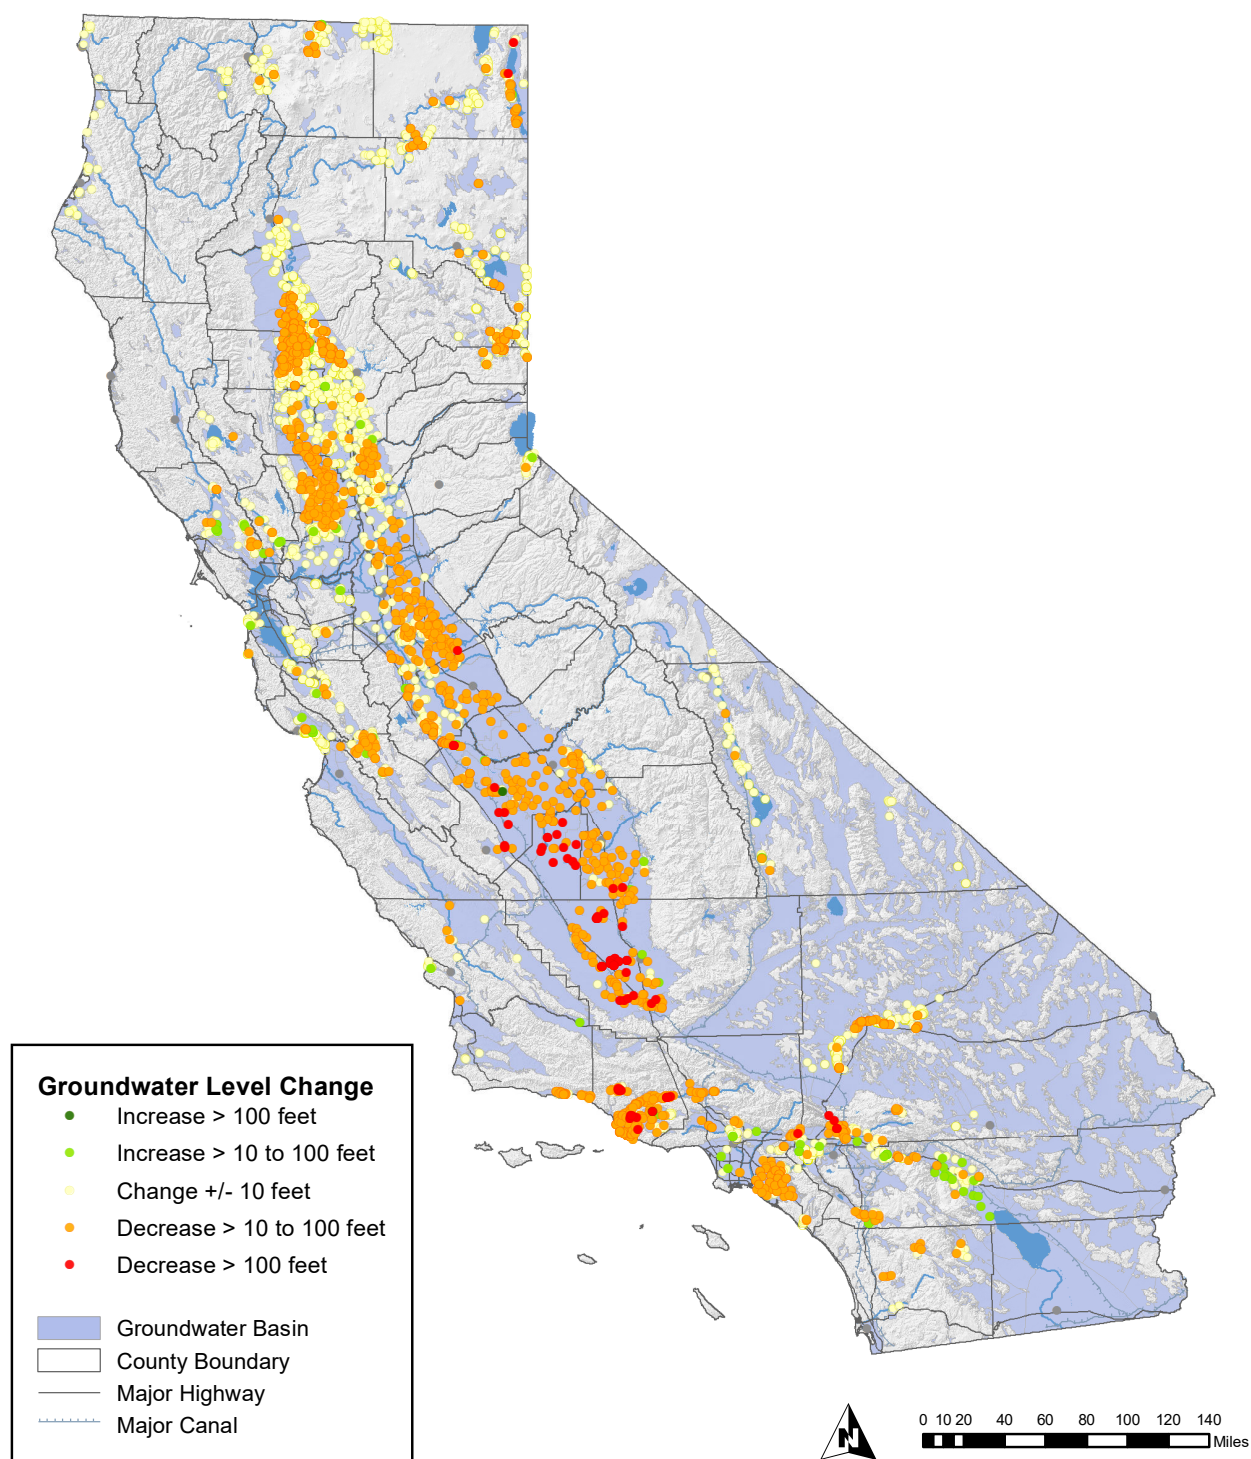 Groundwater Level Change
Increase > 100 feet
Increase > 10 to 100 feet
Change +/- 10 feet
Decrease > 10 to 100 feet
Decrease > 100 feet
Groundwater Basin
County Boundary
Major Highway
Major Canal
N
0 10 20 40 60 80 100 120 140
Miles